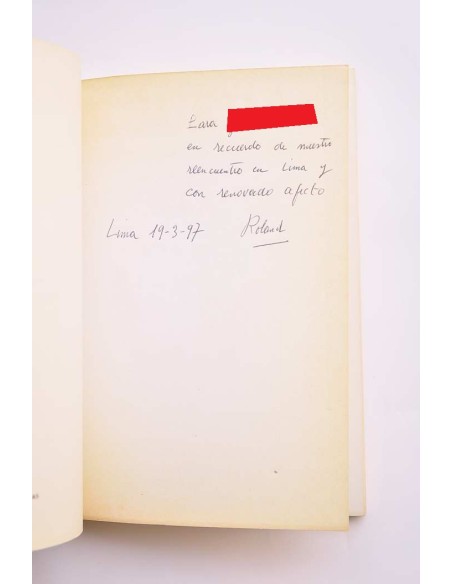 Para
en recuerdo de nuestro
reencuentro en Lima y
con renovado afecto
Lima 19-3-97 Roland